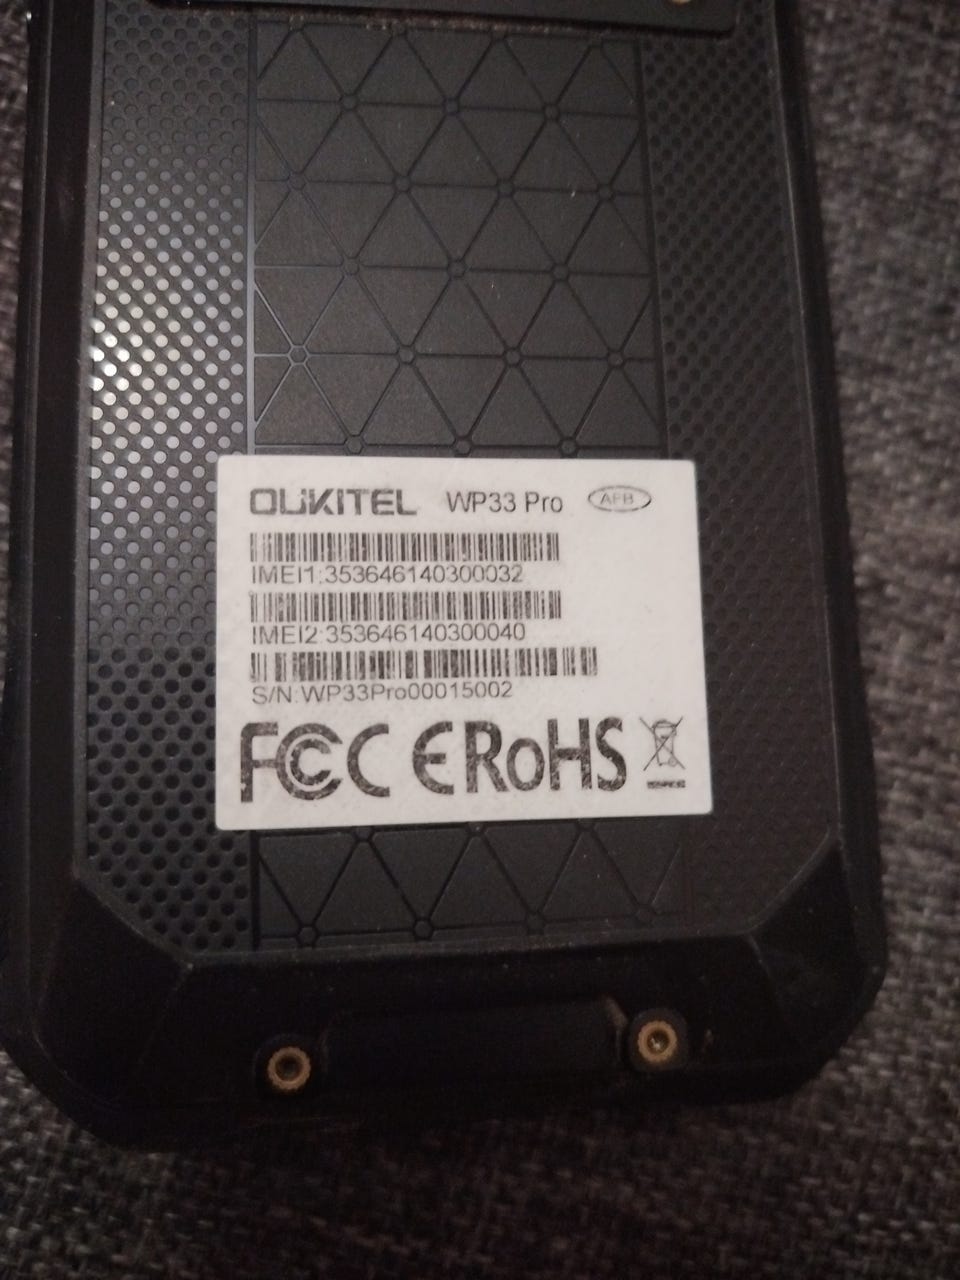 OUKITEL WP33 Pro AFB
IMEI1:353646140300032
IMEI2:353646140300040
S/N:WP33Pro00015002
FCC CE RoHS